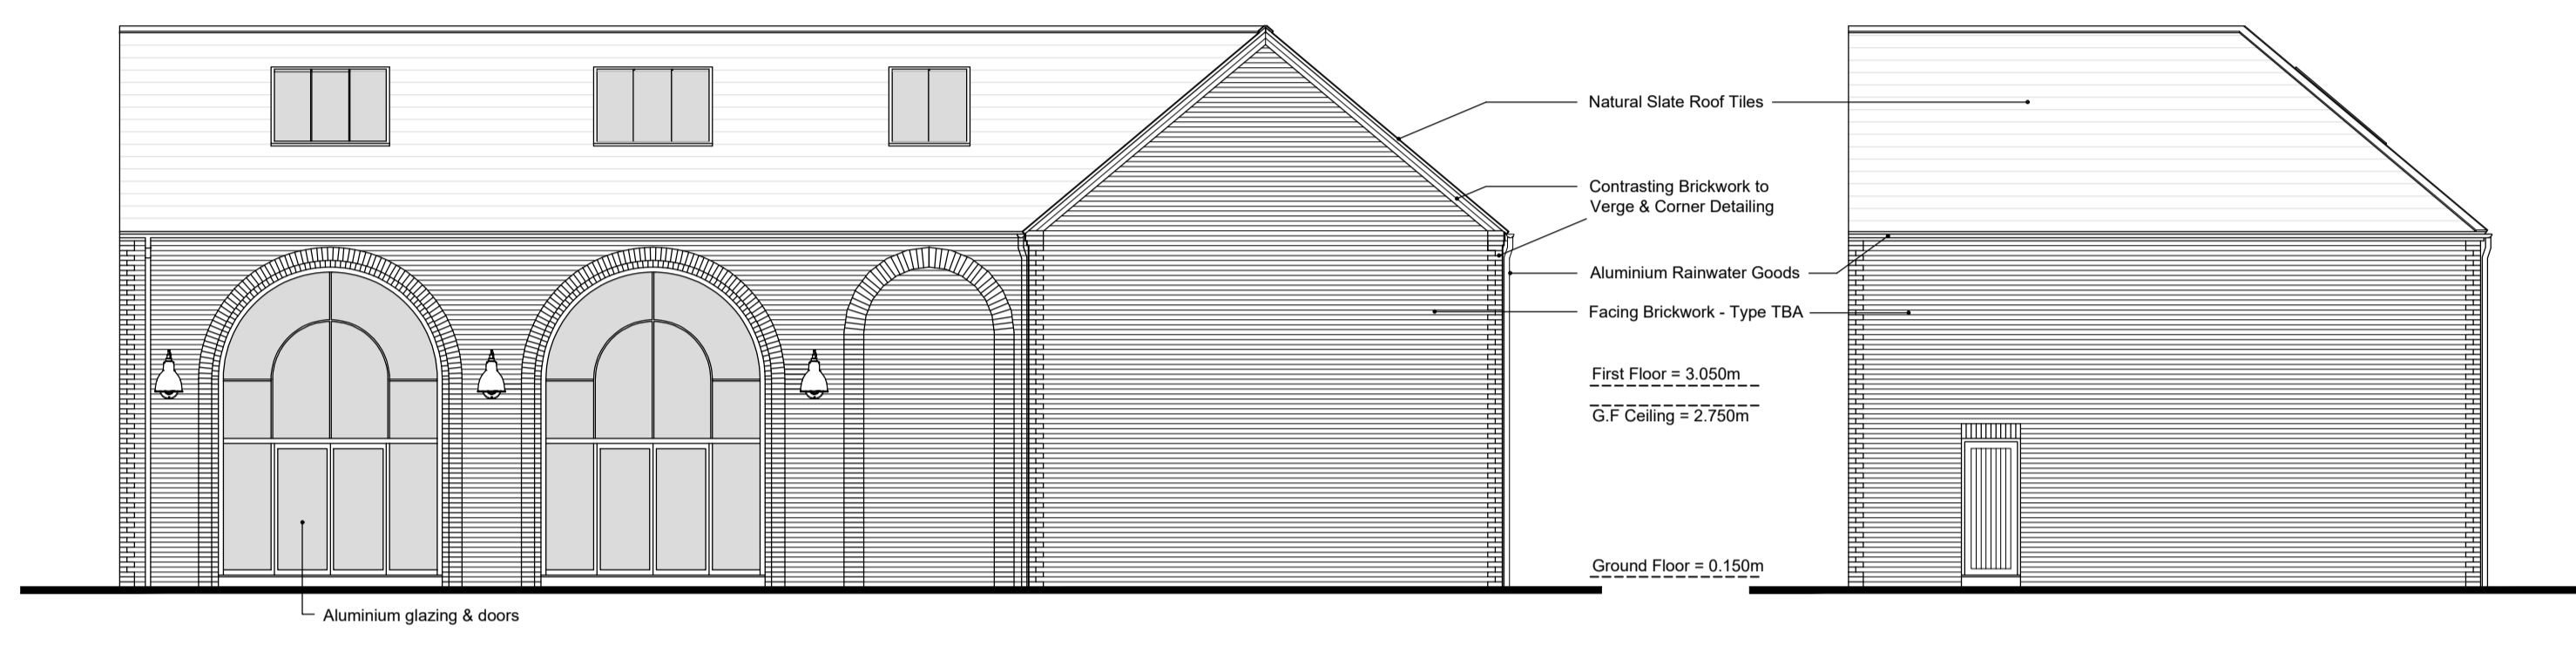 Natural Slate Roof Tiles
Contrasting Brickwork to
Verge & Corner Detailing
Aluminium Rainwater Goods
Facing Brickwork - Type TBA
First Floor = 3.050m
G.F Ceiling = 2.750m
Ground Floor = 0.150m
Aluminium glazing & doors